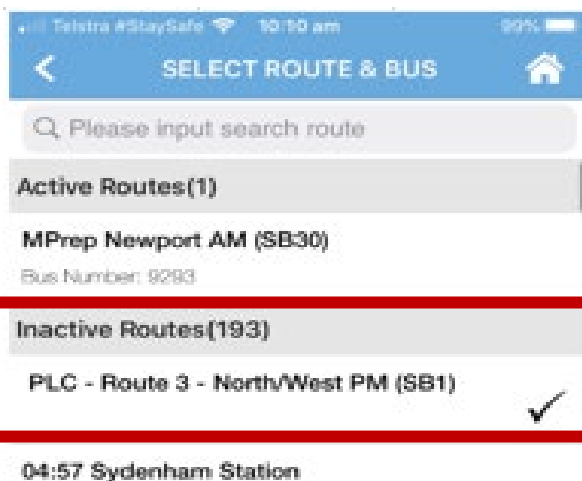 Telstra #StaySafe 10:10 am 99%
SELECT ROUTE & BUS
Please input search route
Active Routes(1)
MPrep Newport AM (SB30)
Bus Number: 9293
Inactive Routes(193)
PLC - Route 3 - North/West PM (SB1)
04:57 Sydenham Station